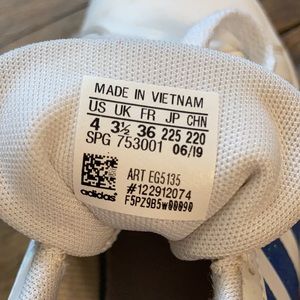 MADE IN VIETNAM
US UK FR JP CHN
4 3½ 36 225 220
SPG 753001 06/19
ART EG5135
#122912074
adidas F5PZ9B5w00090